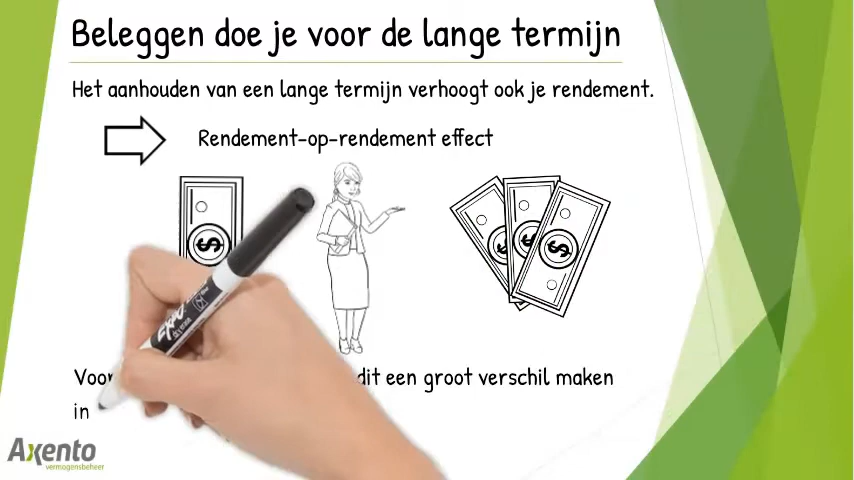 Beleggen doe je voor de lange termijn
Het aanhouden van een lange termijn verhoogt ook je rendement.
Rendement-op-rendement effect
$ $ $ $
EXPO
Voor dit een groot verschil maken
in
Axento
vermogensbeheer